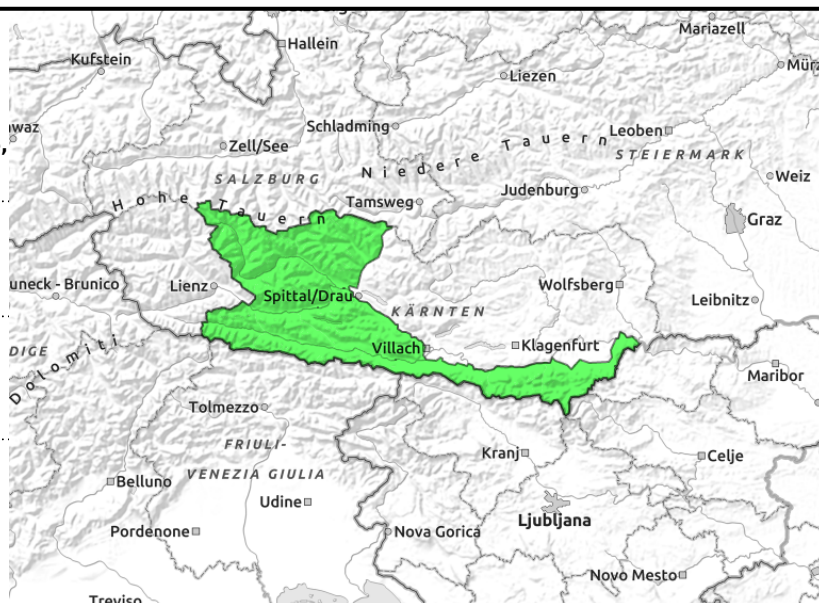 Mariazell
Hallein
Kufstein
Mürz
Liezen
waz
Schladming
Leoben
Zell/See
Niedere Tauern
STEIERMARK
SALZBURG
Weiz
Judenburg
Hohe Tauern
Tamsweg
Graz
uneck - Brunico
Lienz
Wolfsberg
Spittal/Drau
Leibnitz
KÄRNTEN
DIGE
Dolomiti
Villach
Klagenfurt
Maribor
Tolmezzo
FRIULI-
VENEZIA GIULIA
Kranj
Celje
Belluno
Udine
Ljubljana
Pordenone
Nova Gorica
Novo Mesto
Treviso